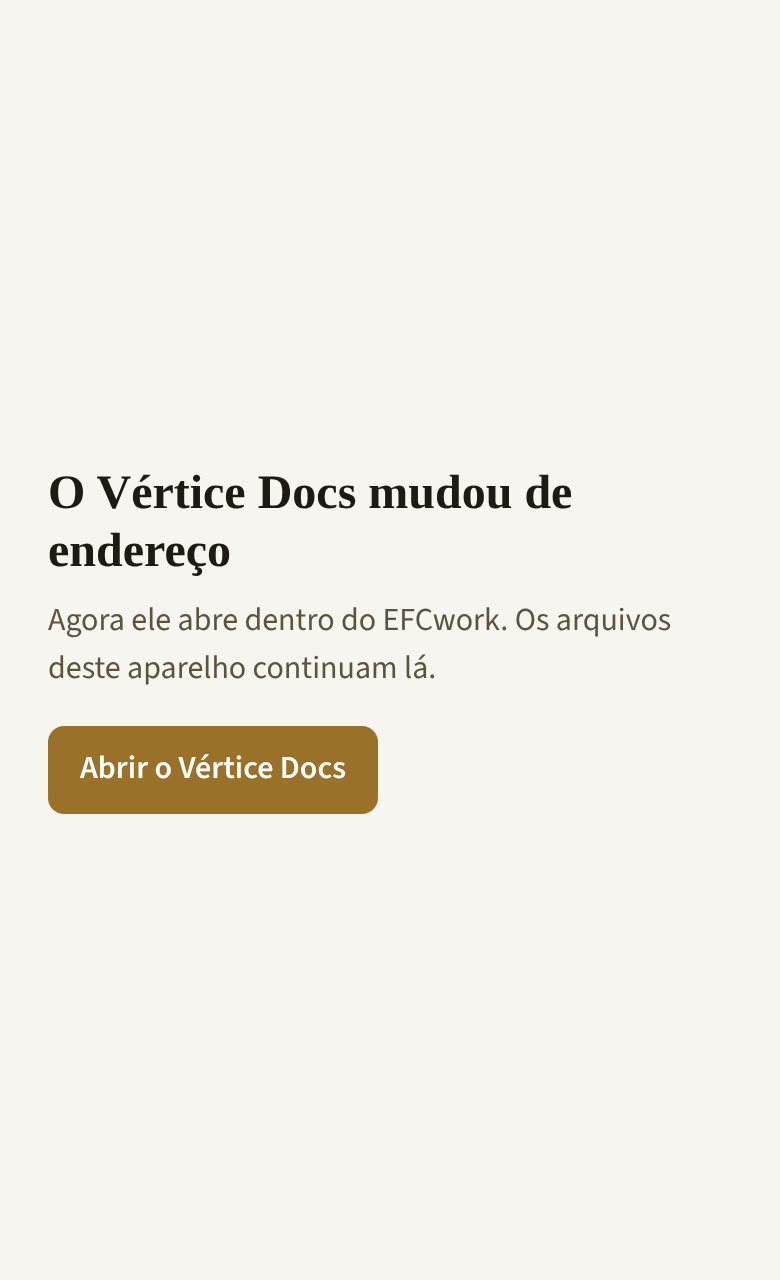 O Vértice Docs mudou de
endereço
Agora ele abre dentro do EFCwork. Os arquivos
deste aparelho continuam lá.
Abrir o Vértice Docs